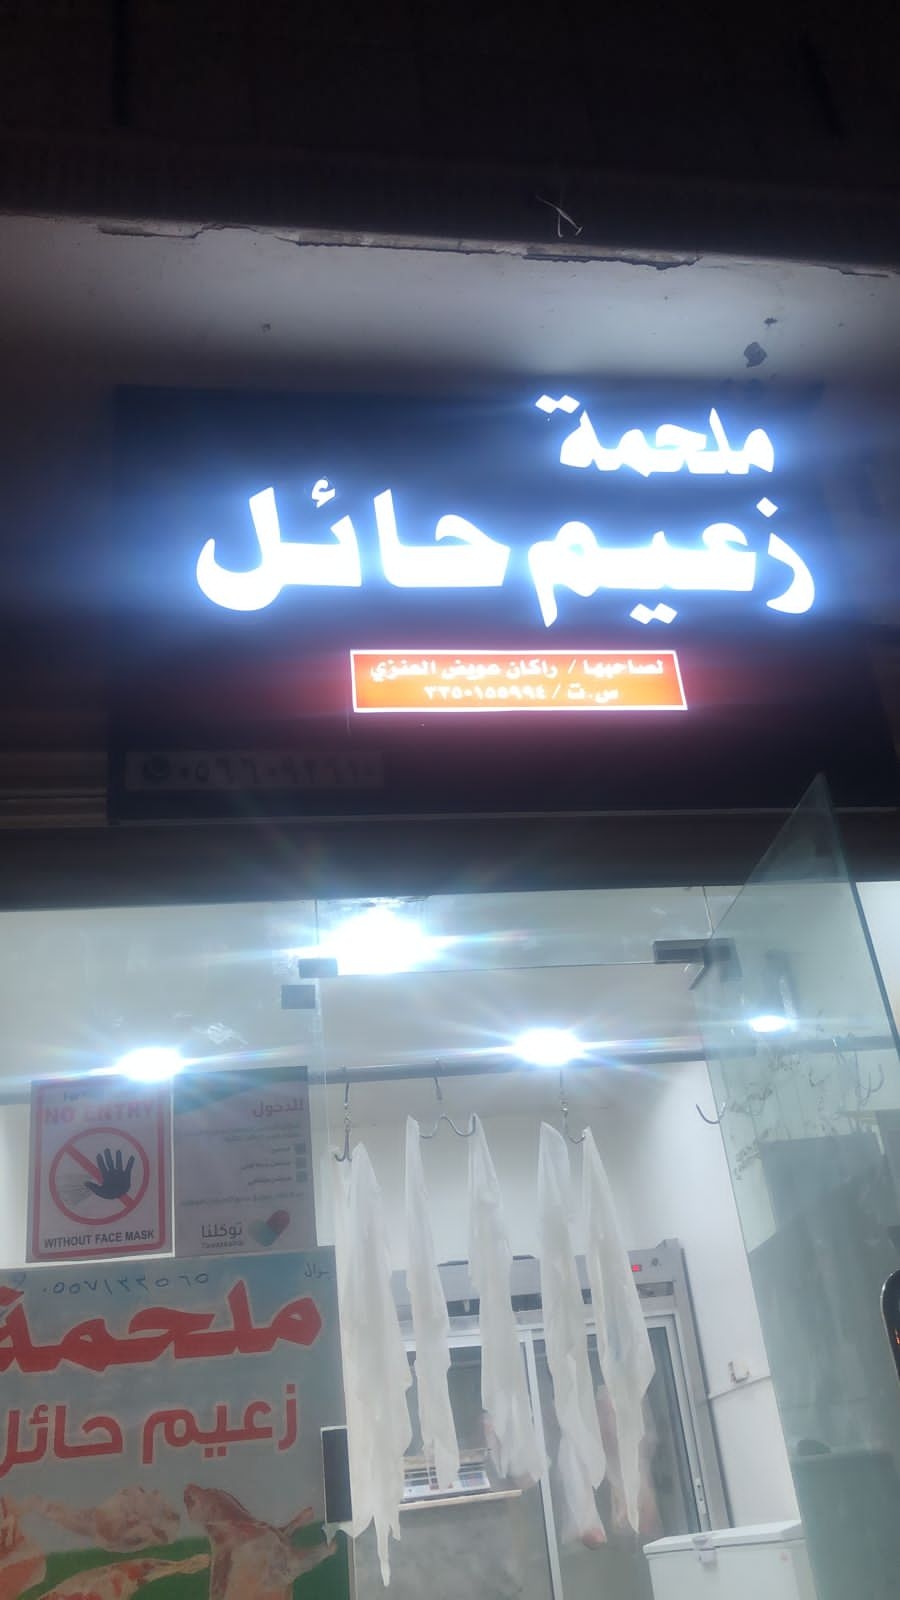 ملحمة
زعيم حائل
لصاحبها / راكان عويض العنزي
س.ت / ٣٣٥٠١٥٥٩٩٤
NO ENTRY
WITHOUT FACE MASK
للدخول
توكلنا
Tawakkalna
جوال
٠٥٥٧١٣٣٥٦٥
ملحمة
زعيم حائل